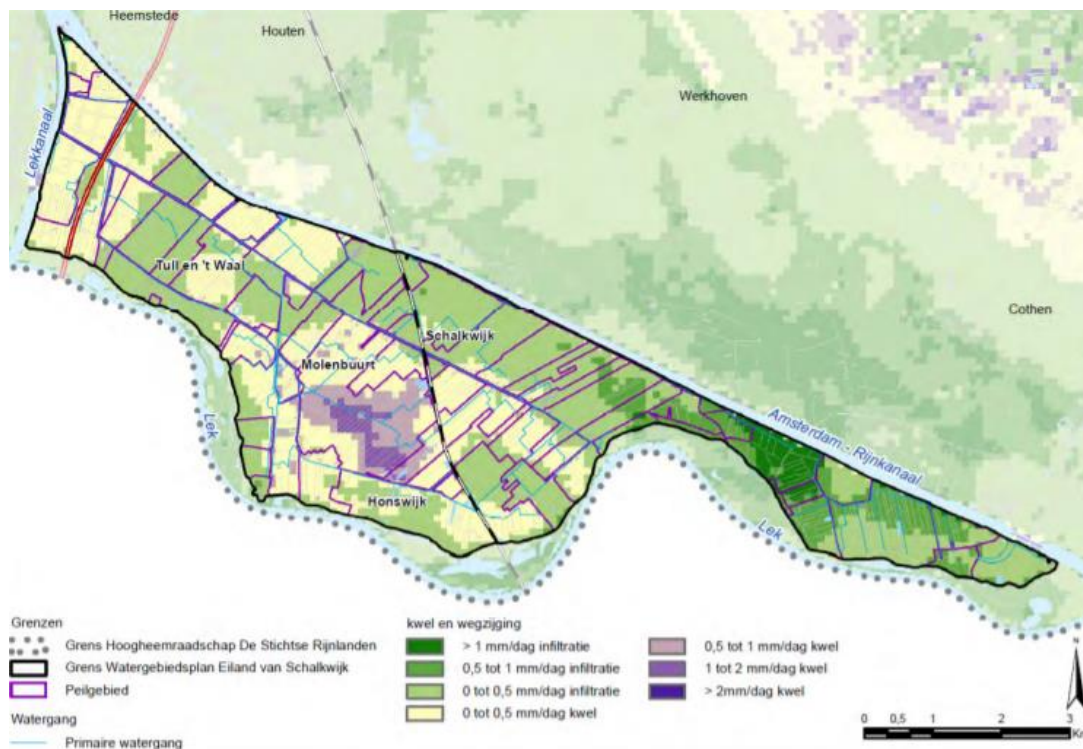 Heemstede
Houten
Werkhoven
Lekkanaal
Cothen
Tull en 't Waal
Schalkwijk
Molenbuurt
Amsterdam - Rijnkanaal
Lek
Honswijk
Lek
Grenzen
Grens Hoogheemraadschap De Stichtse Rijnlanden
Grens Watergebiedsplan Eiland van Schalkwijk
Peilgebied
Watergang
Primaire watergang
kwel en wegzijging
> 1 mm/dag infiltratie
0,5 tot 1 mm/dag infiltratie
0 tot 0,5 mm/dag infiltratie
0 tot 0,5 mm/dag kwel
0,5 tot 1 mm/dag kwel
1 tot 2 mm/dag kwel
> 2mm/dag kwel
0 0,5 1 2 3